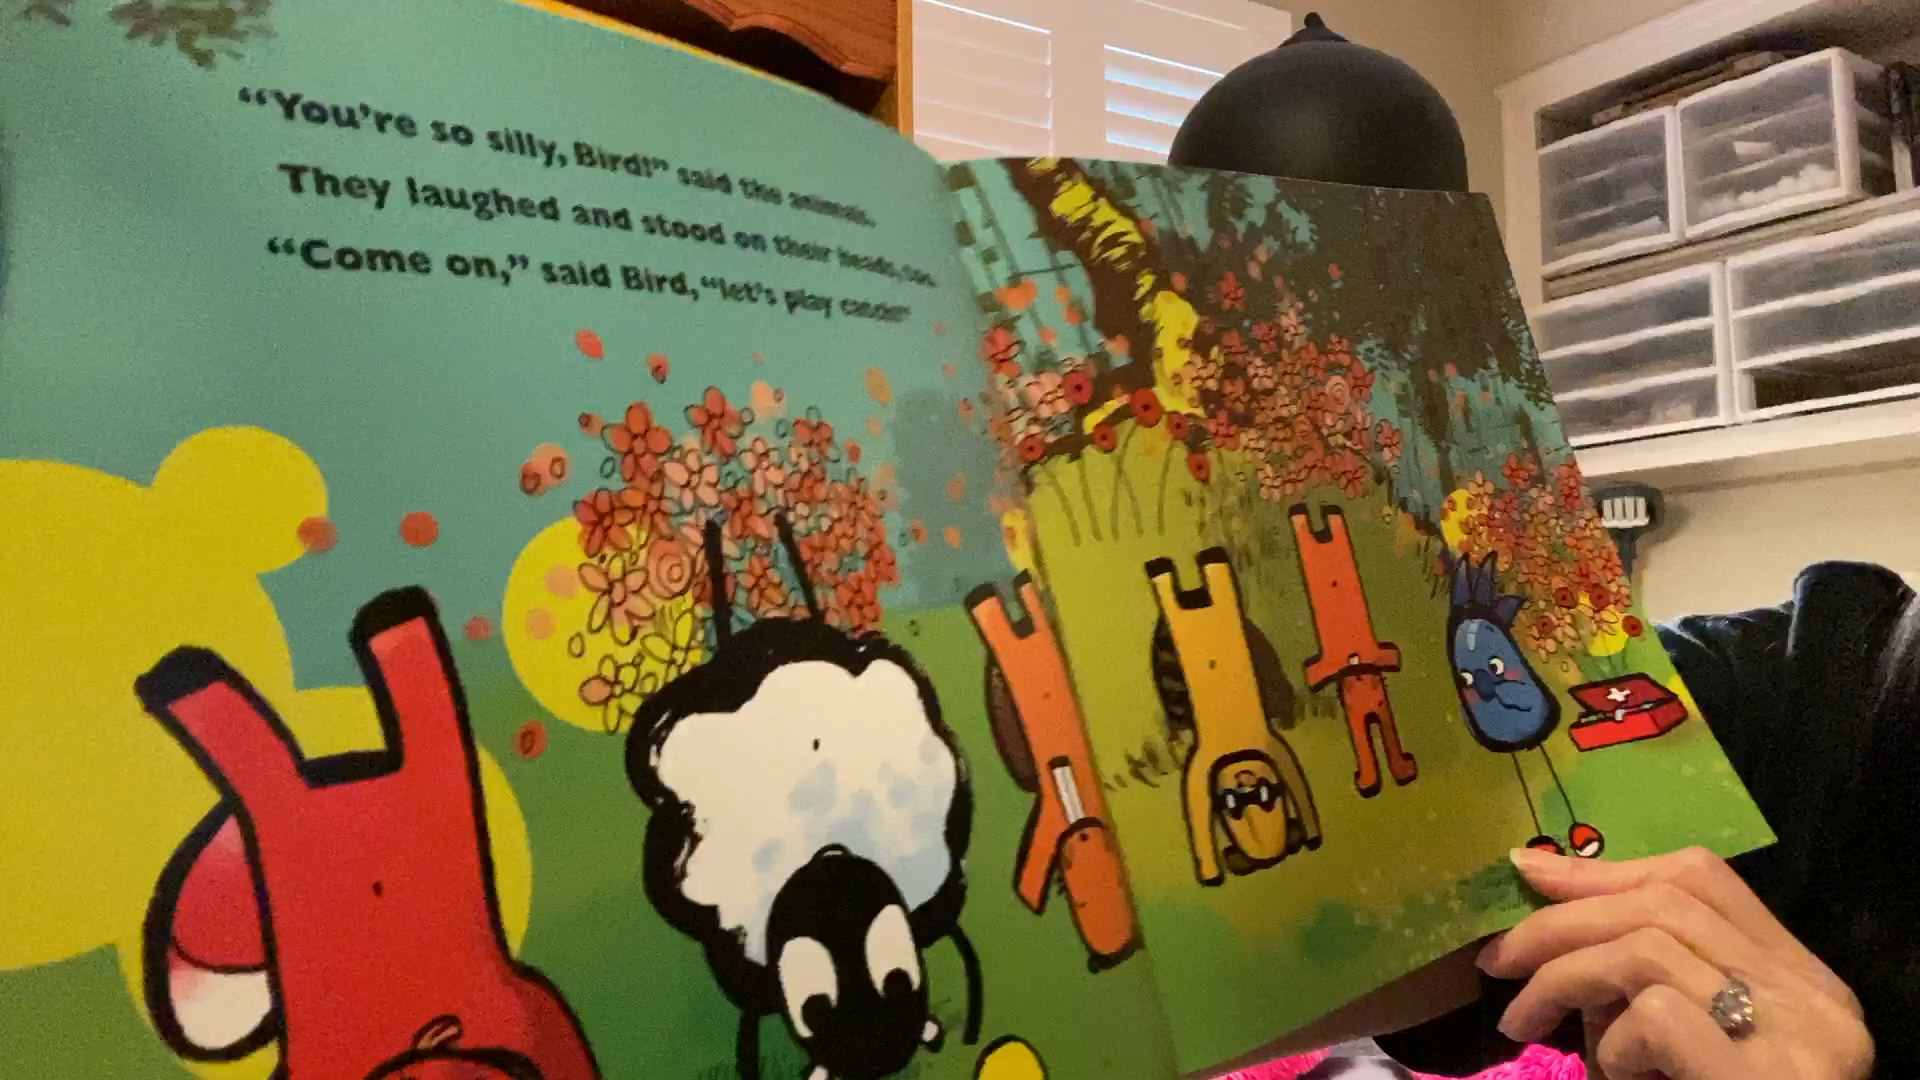 “You’re so silly, Bird!” said the animals.
They laughed and stood on their heads, too.
“Come on,” said Bird, “let’s play catch!”